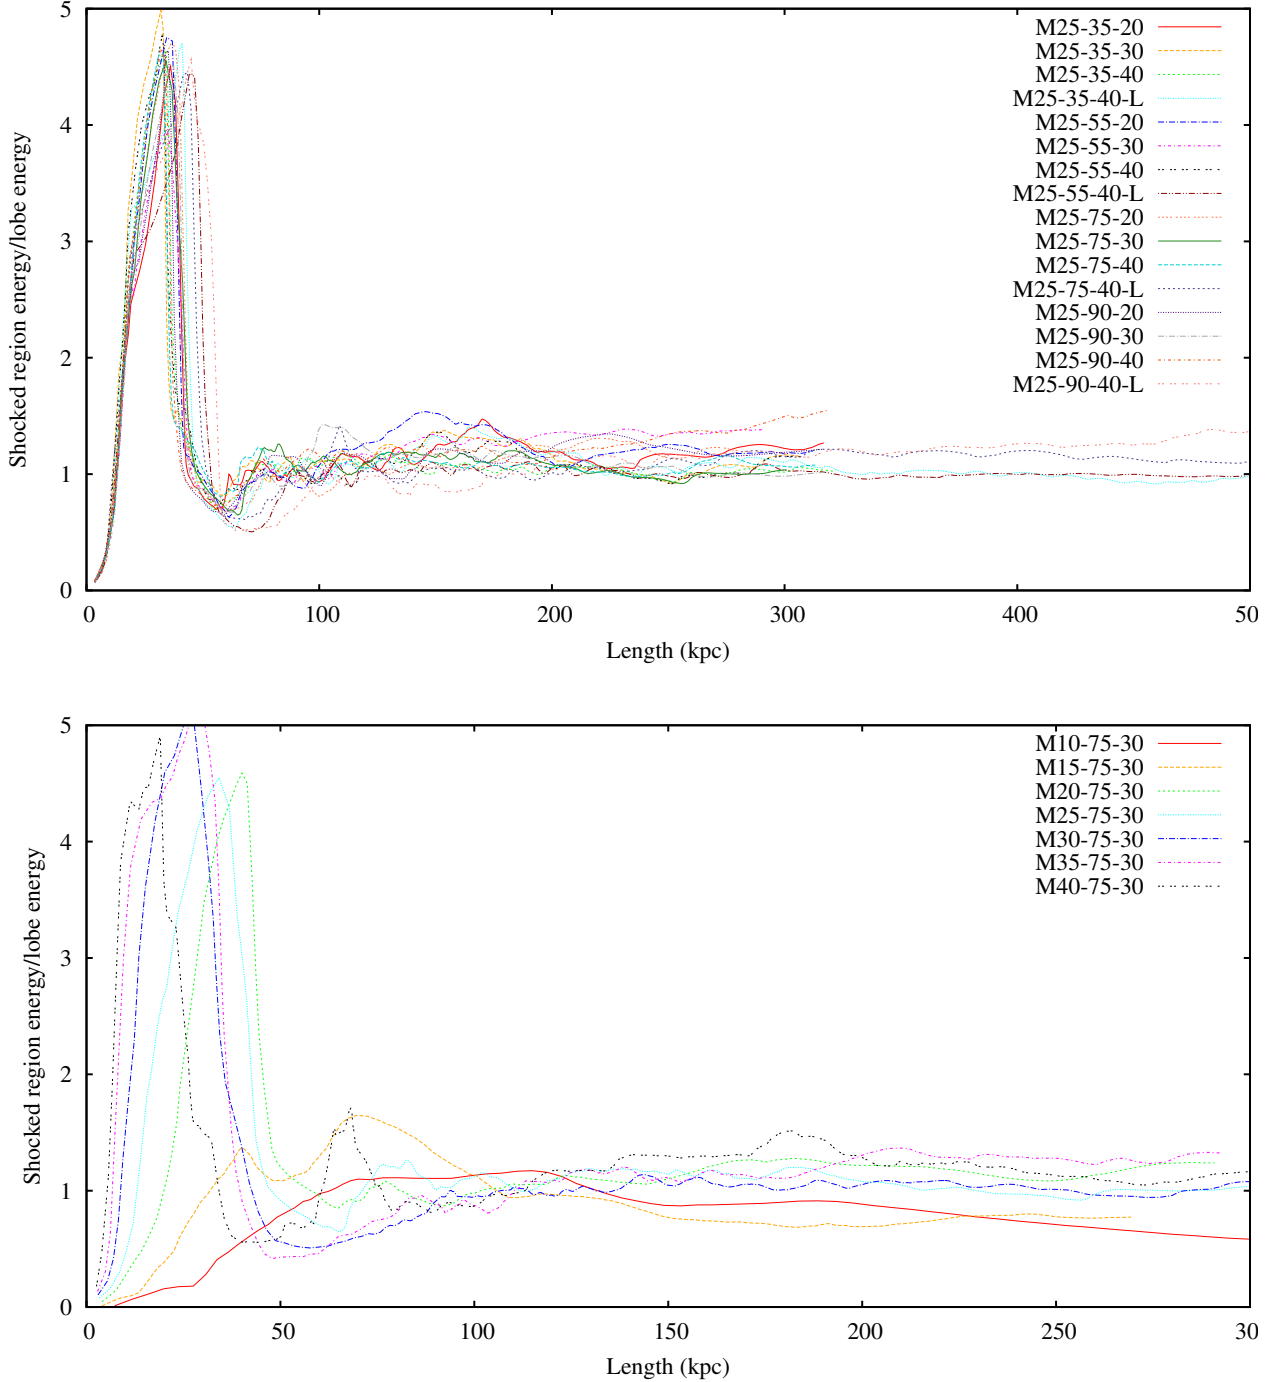 5
4
3
2
1
0
Shocked region energy/lobe energy
M25-35-20
M25-35-30
M25-35-40
M25-35-40-L
M25-55-20
M25-55-30
M25-55-40
M25-55-40-L
M25-75-20
M25-75-30
M25-75-40
M25-75-40-L
M25-90-20
M25-90-30
M25-90-40
M25-90-40-L
0 100 200 300 400 50
Length (kpc)
5
4
3
2
1
0
Shocked region energy/lobe energy
M10-75-30
M15-75-30
M20-75-30
M25-75-30
M30-75-30
M35-75-30
M40-75-30
0 50 100 150 200 250 30
Length (kpc)